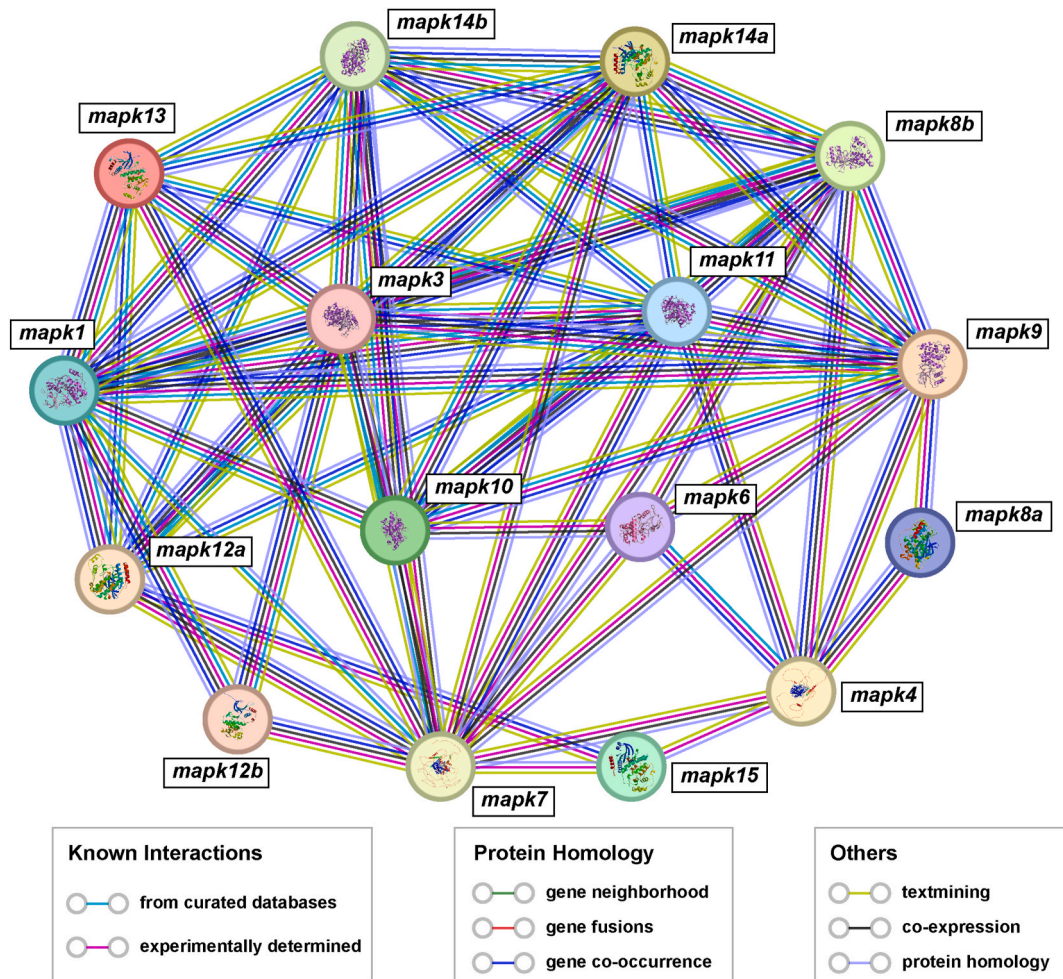 mapk14b
mapk14a
mapk13
mapk8b
mapk3
mapk11
mapk1
mapk9
mapk10
mapk6
mapk8a
mapk12a
mapk4
mapk12b
mapk15
mapk7
Known Interactions
from curated databases
experimentally determined
Protein Homology
gene neighborhood
gene fusions
gene co-occurrence
Others
textmining
co-expression
protein homology